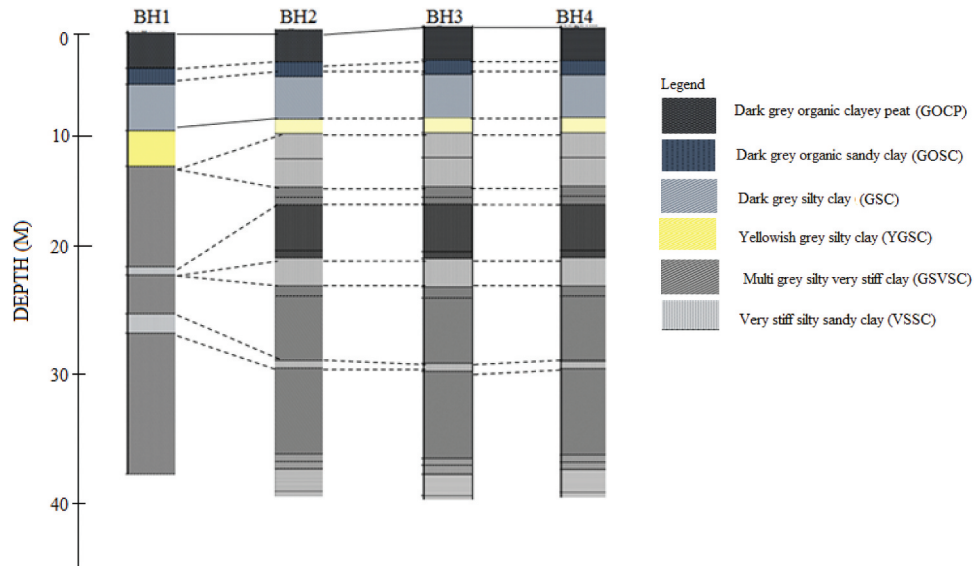 BH1 BH2 BH3 BH4
0
10
20
30
40
DEPTH (M)
Legend
Dark grey organic clayey peat (GOCP)
Dark grey organic sandy clay (GOSC)
Dark grey silty clay (GSC)
Yellowish grey silty clay (YGSC)
Multi grey silty very stiff clay (GSVSC)
Very stiff silty sandy clay (VSSC)